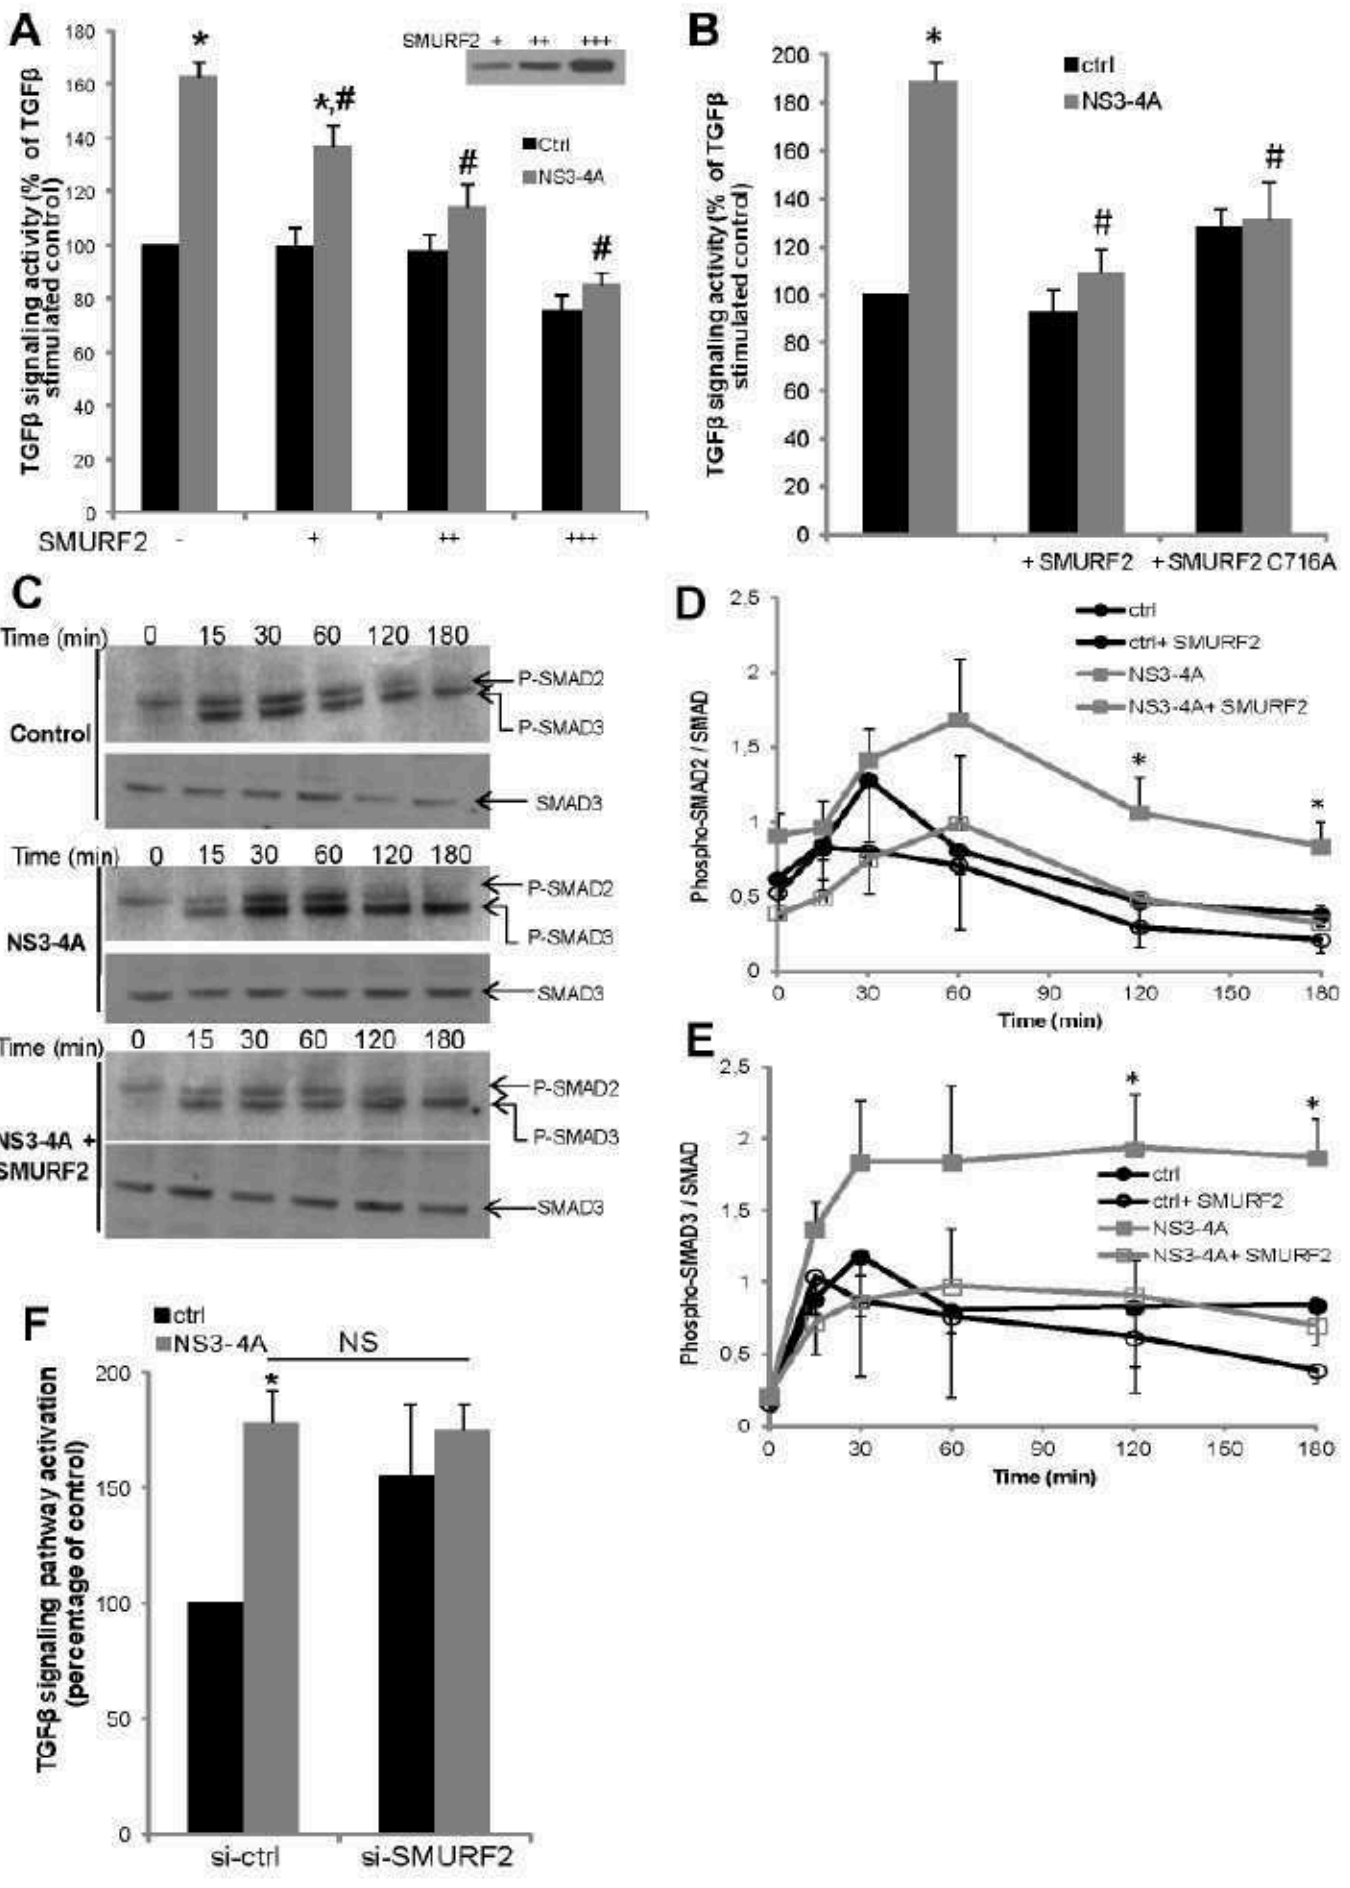 A
TGFβ signaling activity (% of TGFβ
stimulated control)
180
160
140
120
100
80
60
40
20
0
*
*,#
#
#
SMURF2 + ++ +++
Ctrl
NS3-4A
SMURF2 - + ++ +++
B
TGFβ signaling activity (% of TGFβ
stimulated control)
200
180
160
140
120
100
80
60
40
20
0
*
#
#
ctrl
NS3-4A
+ SMURF2 + SMURF2 C716A
C
Time (min) 0 15 30 60 120 180
P-SMAD2
P-SMAD3
Control
SMAD3
Time (min) 0 15 30 60 120 180
P-SMAD2
P-SMAD3
NS3-4A
SMAD3
Time (min) 0 15 30 60 120 180
P-SMAD2
P-SMAD3
NS3-4A +
SMURF2
SMAD3
D
Phospho-SMAD2 / SMAD
2.5
2
1,5
1
0.5
0
ctrl
ctrl+ SMURF2
NS3-4A
NS3-4A+ SMURF2
*
*
0 30 60 90 120 150 180
Time (min)
E
Phospho-SMAD3 / SMAD
2,5
2
1,5
1
0,5
0
*
*
ctrl
ctrl+ SMURF2
NS3-4A
NS3-4A+ SMURF2
0 30 60 90 120 150 180
Time (min)
F
ctrl
NS3-4A
NS
*
TGFβ signaling pathway activation
(percentage of control)
200
150
100
50
0
si-ctrl si-SMURF2